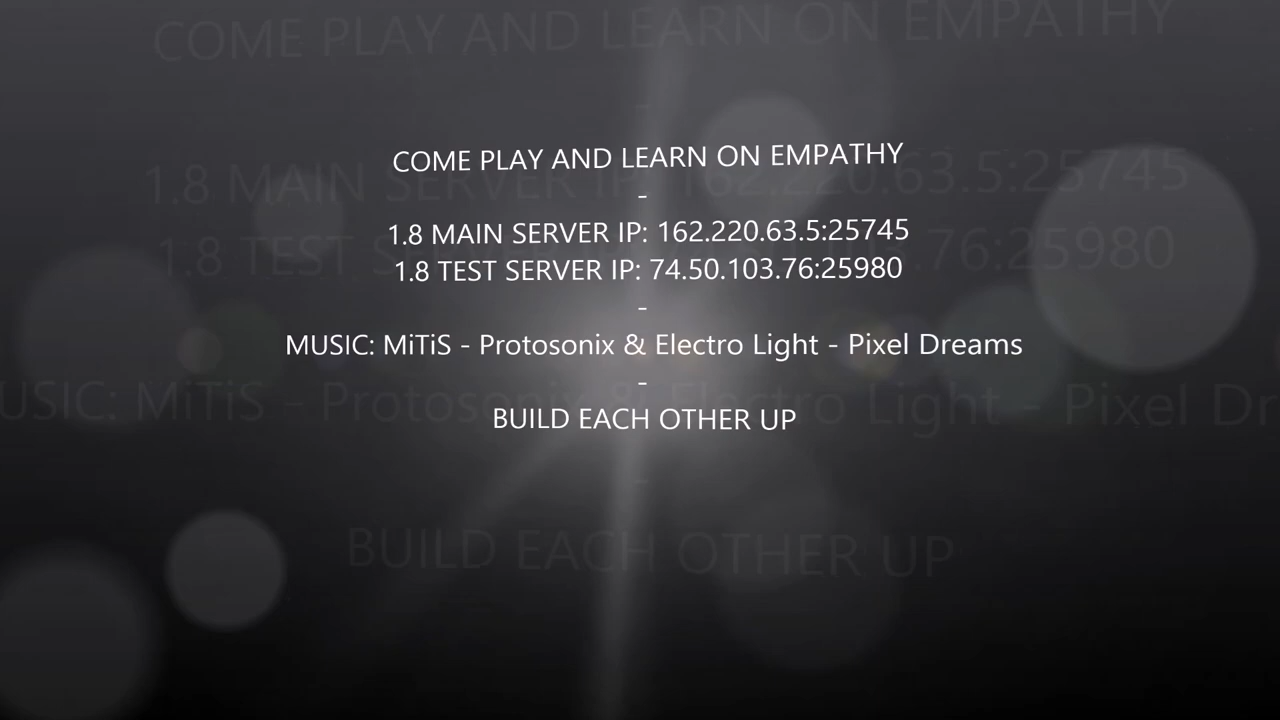 COME PLAY AND LEARN ON EMPATHY
-
1.8 MAIN SERVER IP: 162.220.63.5:25745
1.8 TEST SERVER IP: 74.50.103.76:25980
-
MUSIC: MiTiS - Protosonix & Electro Light - Pixel Dreams
-
BUILD EACH OTHER UP